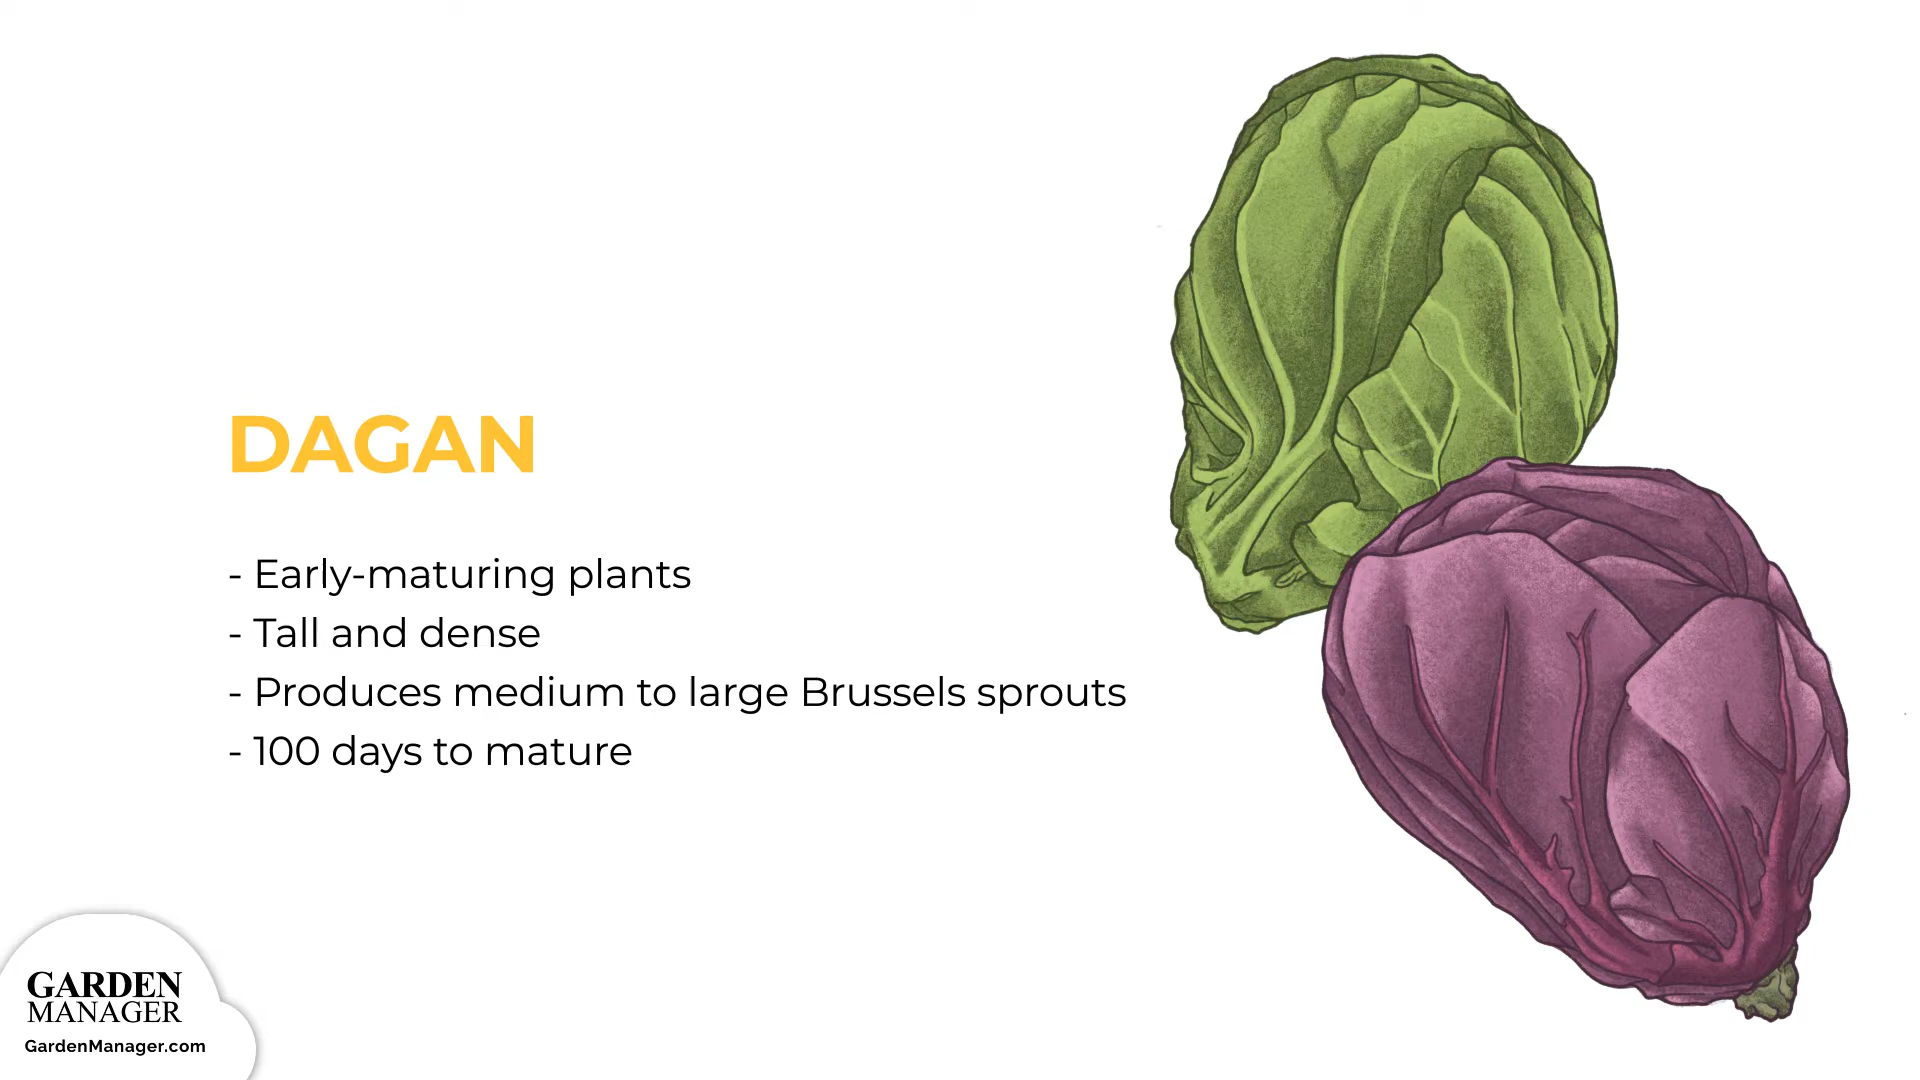 DAGAN
- Early-maturing plants
- Tall and dense
- Produces medium to large Brussels sprouts
- 100 days to mature
GARDEN
MANAGER
GardenManager.com